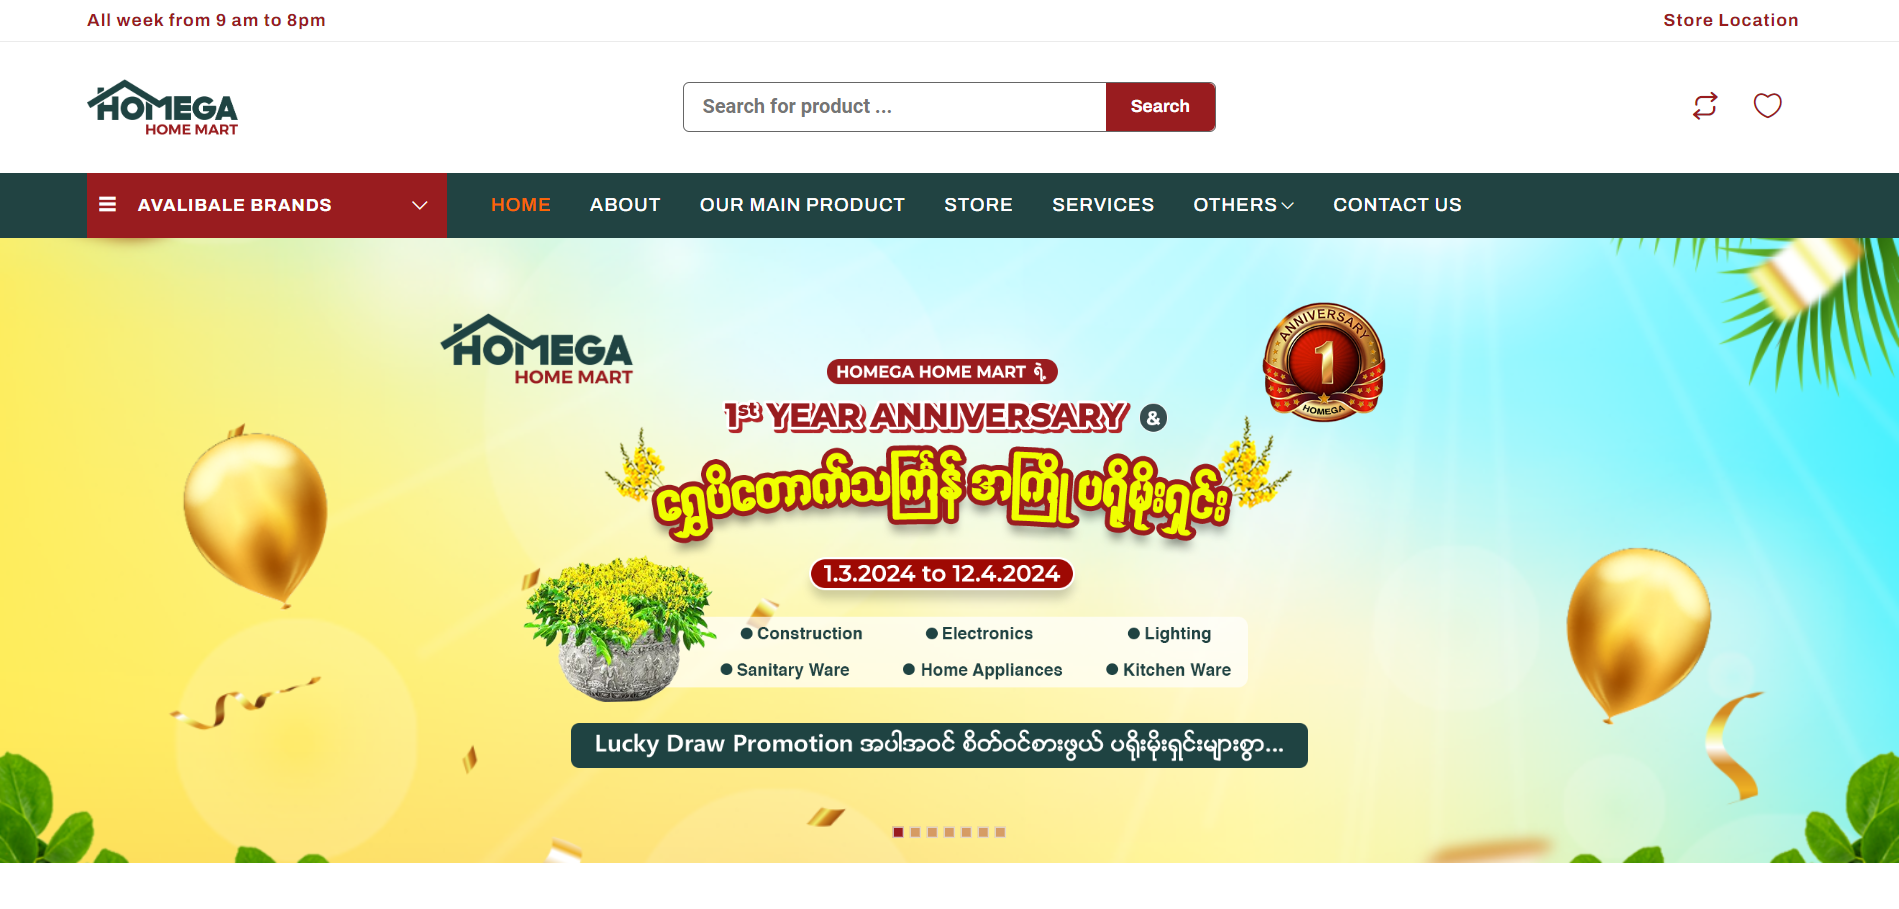 All week from 9 am to 8pm
Store Location
HOMEGA
HOME MART
Search for product ...
Search
AVALIBALE BRANDS
HOME
ABOUT
OUR MAIN PRODUCT
STORE
SERVICES
OTHERS
CONTACT US
HOMEGA
HOME MART
ANNIVERSARY
1
HOMEGA
HOMEGA HOME MART ရဲ့
1st YEAR ANNIVERSARY &
ရွှေပိတောက်သင်္ကြန် အကြို ပရိုမိုးရှင်း
1.3.2024 to 12.4.2024
Construction
Electronics
Lighting
Sanitary Ware
Home Appliances
Kitchen Ware
Lucky Draw Promotion အပါအဝင် စိတ်ဝင်စားဖွယ် ပရိုးမိုးရှင်းများစွာ...